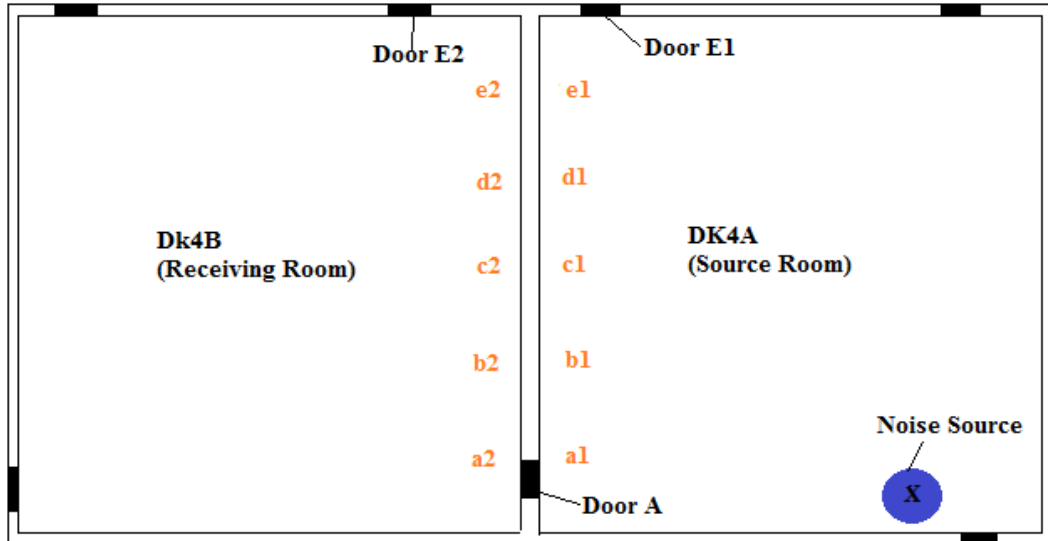 Door E2
Door E1
e2
e1
d2
d1
Dk4B
(Receiving Room)
DK4A
(Source Room)
c2
c1
b2
b1
Noise Source
a2
a1
X
Door A